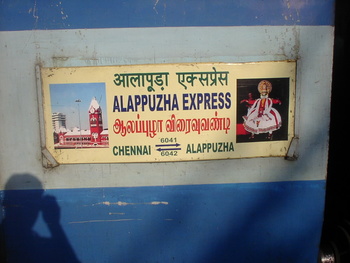 आलापूड़ा एक्सप्रेस
ALAPPUZHA EXPRESS
ஆலப்புழா விரைவுவண்டி
6041
CHENNAI ALAPPUZHA
6042